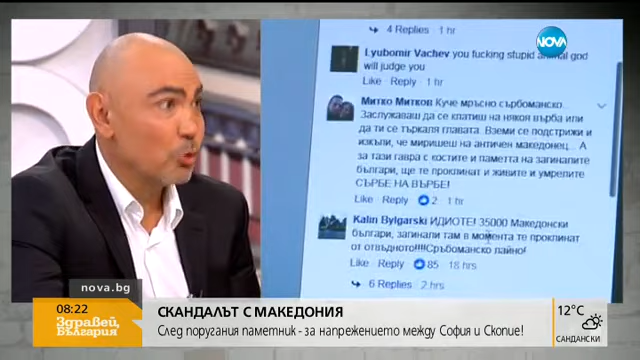 4 Replies · 1 hr
NOVA
Lyubomir Vachev you fucking stupid animal god
will judge you
Like · Reply · 1 hr
Митко Митков Куче мръсно сърбоманско...
Заслужаваш да се клатиш на някоя върба или
да ти се търкаля главата. Вземи се подстрижи и
изкъпи, че миришеш на античен македонец... А
за тази гавра с костите и паметта на загиналите
българи, ще те проклинат и живите и умрелите.
СЪРБЕ НА ВЪРБЕ!
Like · Reply · 2 · 1 hr
Kalin Bylgarski ИДИОТЕ! 35000 Македонски
българи, загинали там в момента те проклинат
от отвъдното!!!!Сръбоманско лайно!
Like · Reply · 85 · 18 hrs
6 Replies · 2 hrs
nova.bg
08:22
Здравей,
България
СКАНДАЛЪТ С МАКЕДОНИЯ
След поругания паметник - за напрежението между София и Скопие!
12°C
САНДАНСКИ